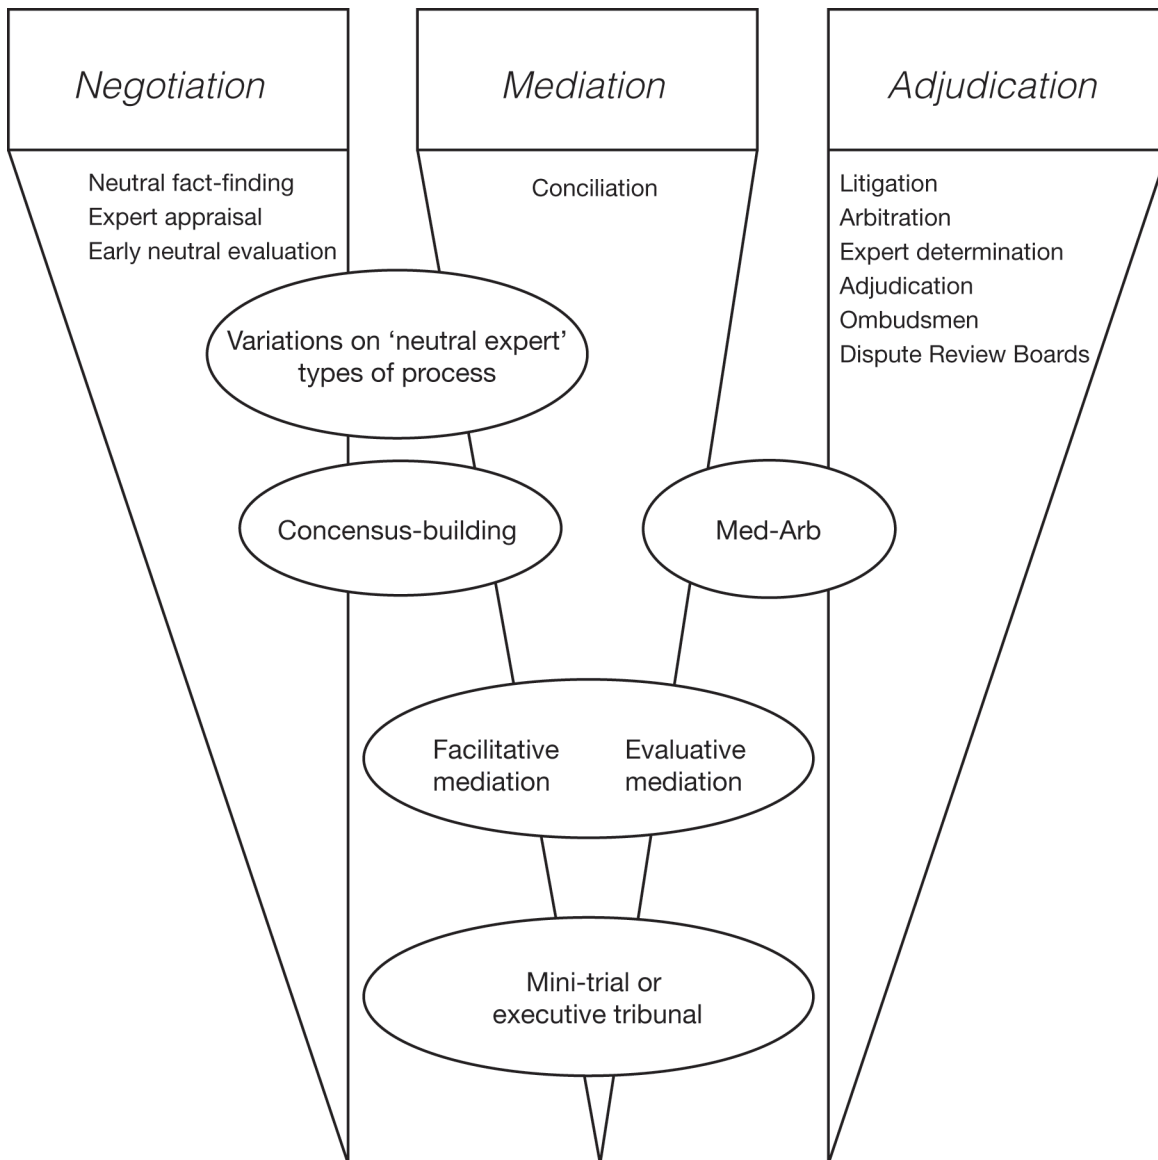 Negotiation
Mediation
Adjudication
Neutral fact-finding
Expert appraisal
Early neutral evaluation
Conciliation
Litigation
Arbitration
Expert determination
Adjudication
Ombudsmen
Dispute Review Boards
Variations on ‘neutral expert’
types of process
Concensus-building
Med-Arb
Facilitative
mediation
Evaluative
mediation
Mini-trial or
executive tribunal